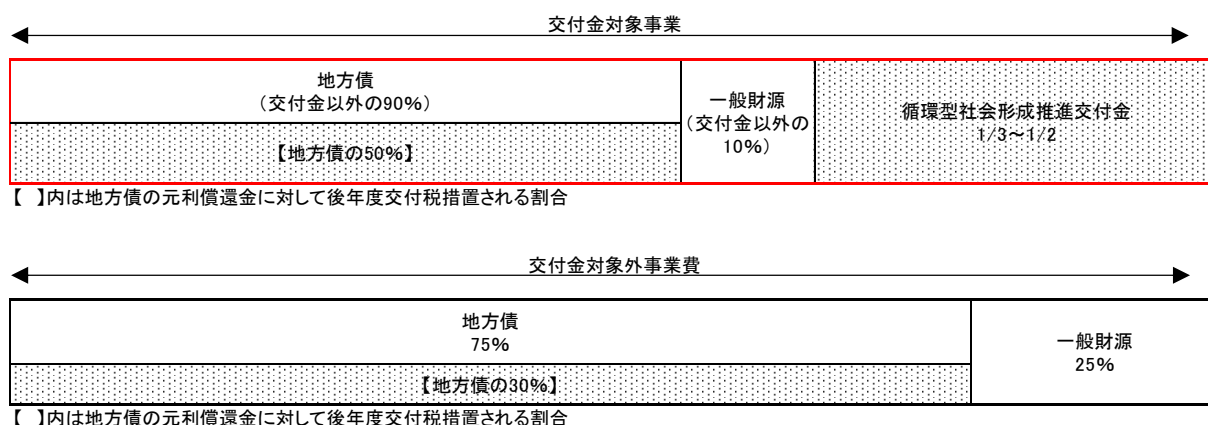 交付金対象事業
地方債
（交付金以外の90％）
【地方債の50％】
一般財源
（交付金以外の
10％）
循環型社会形成推進交付金
1/3～1/2
【　】内は地方債の元利償還金に対して後年度交付税措置される割合
交付金対象外事業費
地方債
75％
【地方債の30％】
一般財源
25％
【　】内は地方債の元利償還金に対して後年度交付税措置される割合